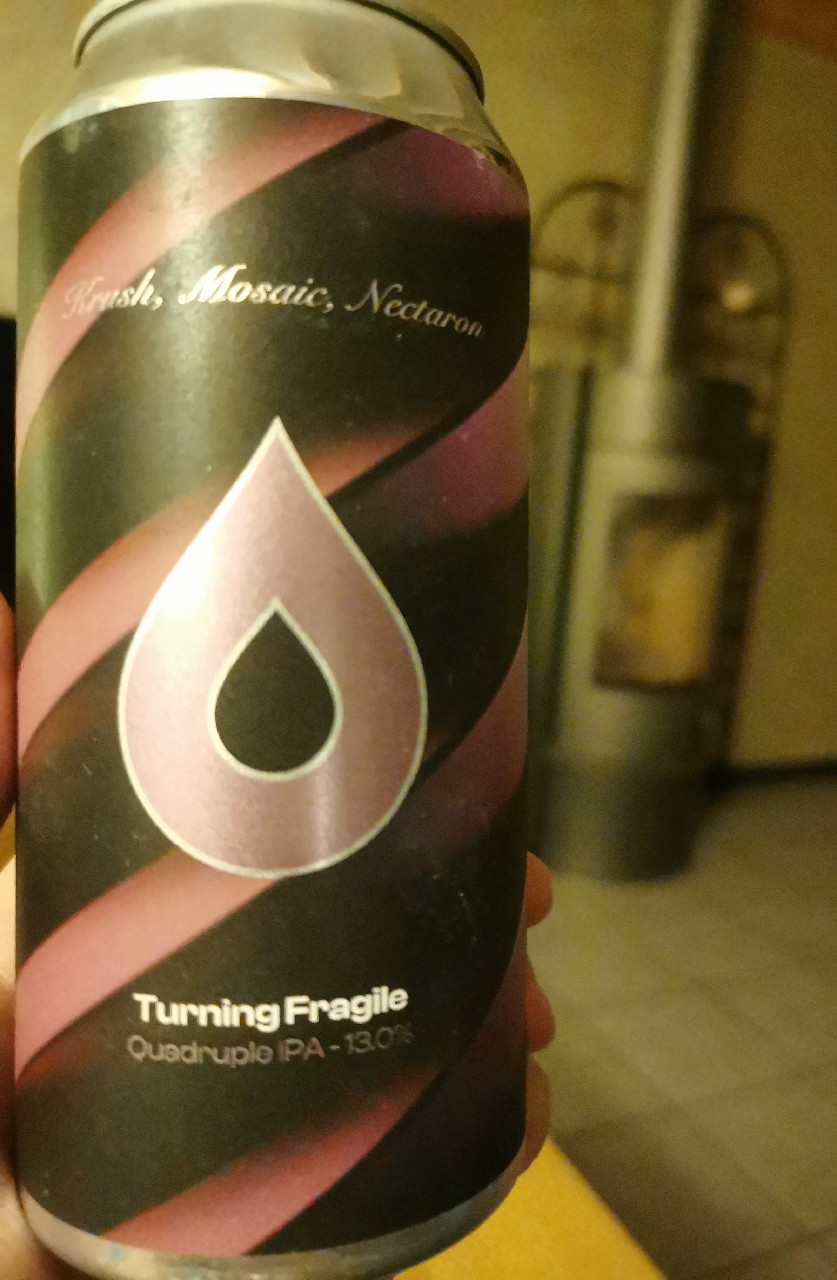 Krush, Mosaic, Nectaron
Turning Fragile
Quadruple IPA - 13.0%